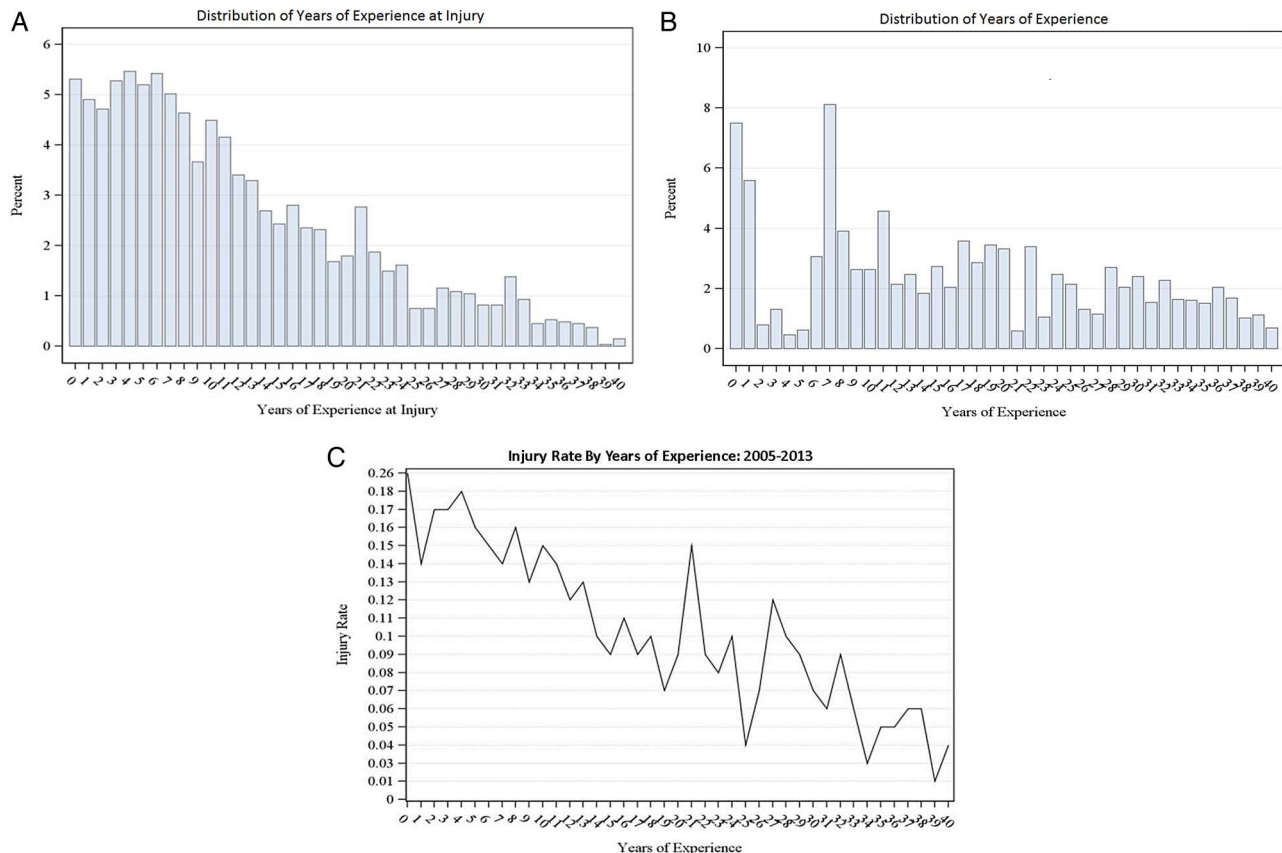 A
Distribution of Years of Experience at Injury
6
5
4
3
2
1
0
Percent
0 1 2 3 4 5 6 7 8 9 10 11 12 13 14 15 16 17 18 19 20 21 22 23 24 25 26 27 28 29 30 31 32 33 34 35 36 37 38 39 40
Years of Experience at Injury
B
Distribution of Years of Experience
10
8
6
4
2
0
Percent
0 1 2 3 4 5 6 7 8 9 10 11 12 13 14 15 16 17 18 19 20 21 22 23 24 25 26 27 28 29 30 31 32 33 34 35 36 37 38 39 40
Years of Experience
C
Injury Rate By Years of Experience: 2005-2013
0.26
0.18
0.17
0.16
0.15
0.14
0.13
0.12
0.11
0.1
0.09
0.08
0.07
0.06
0.05
0.04
0.03
0.01
0
Injury Rate
0 1 2 3 4 5 6 7 8 9 10 11 12 13 14 15 16 17 18 19 20 21 22 23 24 25 26 27 28 29 30 31 32 33 34 35 36 37 38 39 40
Years of Experience